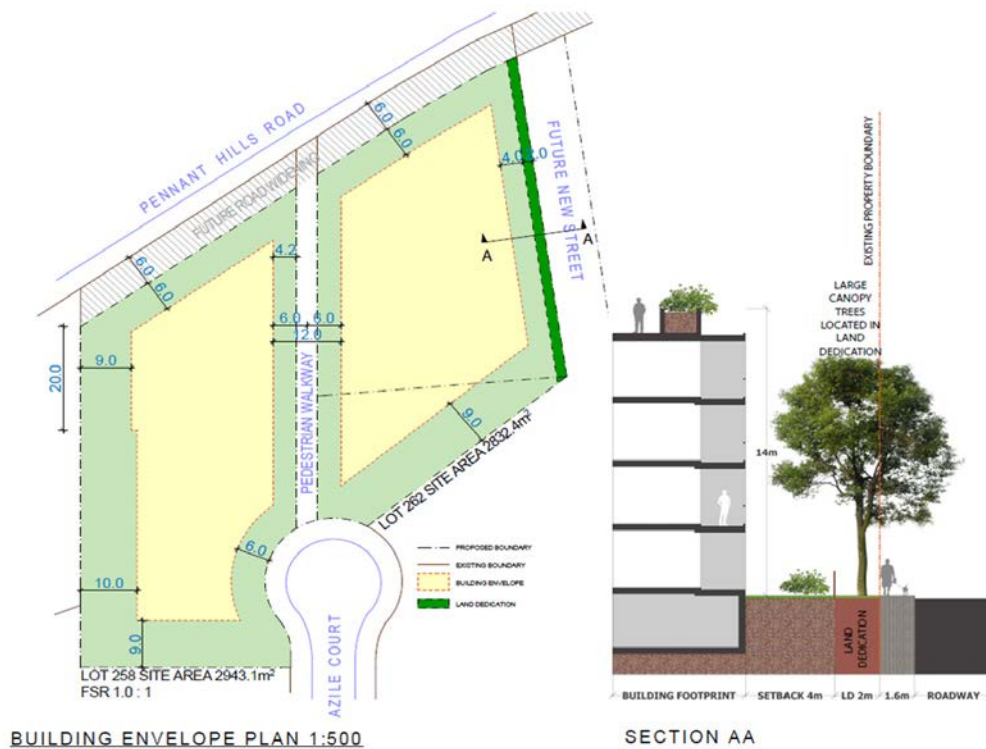 PENNANT HILLS ROAD
FUTURE ROAD WIDENING
6.0
6.0
6.0
6.0
4.0
2.0
FUTURE NEW STREET
A
A
4.2
6.0
6.0
12.0
9.0
20.0
PEDESTRIAN WALKWAY
9.0
LOT 262 SITE AREA 2832.4m²
6.0
10.0
9.0
LOT 258 SITE AREA 2943.1m²
FSR 1.0 : 1
AZILE COURT
PROPOSED BOUNDARY
EXISTING BOUNDARY
BUILDING ENVELOPE
LAND DEDICATION
BUILDING ENVELOPE PLAN 1:500
EXISTING PROPERTY BOUNDARY
LARGE
CANOPY
TREES
LOCATED IN
LAND
DEDICATION
14m
LAND
DEDICATION
BUILDING FOOTPRINT
SETBACK 4m
LD 2m
1.6m
ROADWAY
SECTION AA